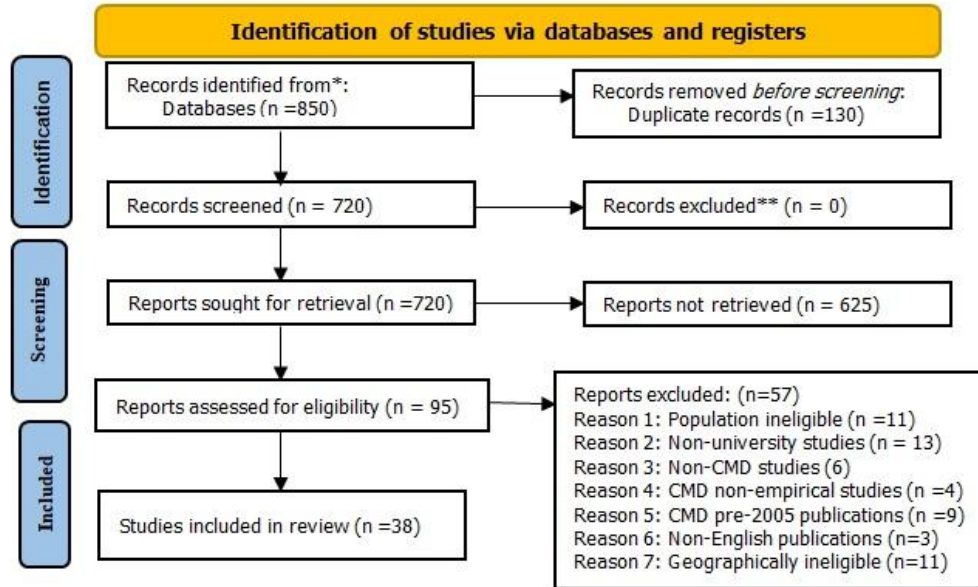 Identification of studies via databases and registers
Identification
Records identified from*:
Databases (n =850)
Records removed before screening:
Duplicate records (n =130)
Records screened (n = 720)
Records excluded** (n = 0)
Screening
Reports sought for retrieval (n =720)
Reports not retrieved (n = 625)
Reports assessed for eligibility (n = 95)
Reports excluded: (n=57)
Reason 1: Population ineligible (n =11)
Reason 2: Non-university studies (n = 13)
Reason 3: Non-CMD studies (6)
Reason 4: CMD non-empirical studies (n =4)
Reason 5: CMD pre-2005 publications (n =9)
Reason 6: Non-English publications (n=3)
Reason 7: Geographically ineligible (n=11)
Included
Studies included in review (n =38)